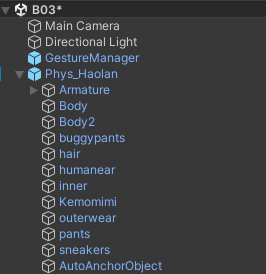 B03*
Main Camera
Directional Light
GestureManager
Phys_Haolan
Armature
Body
Body2
buggypants
hair
humanear
inner
Kemomimi
outerwear
pants
sneakers
AutoAnchorObject